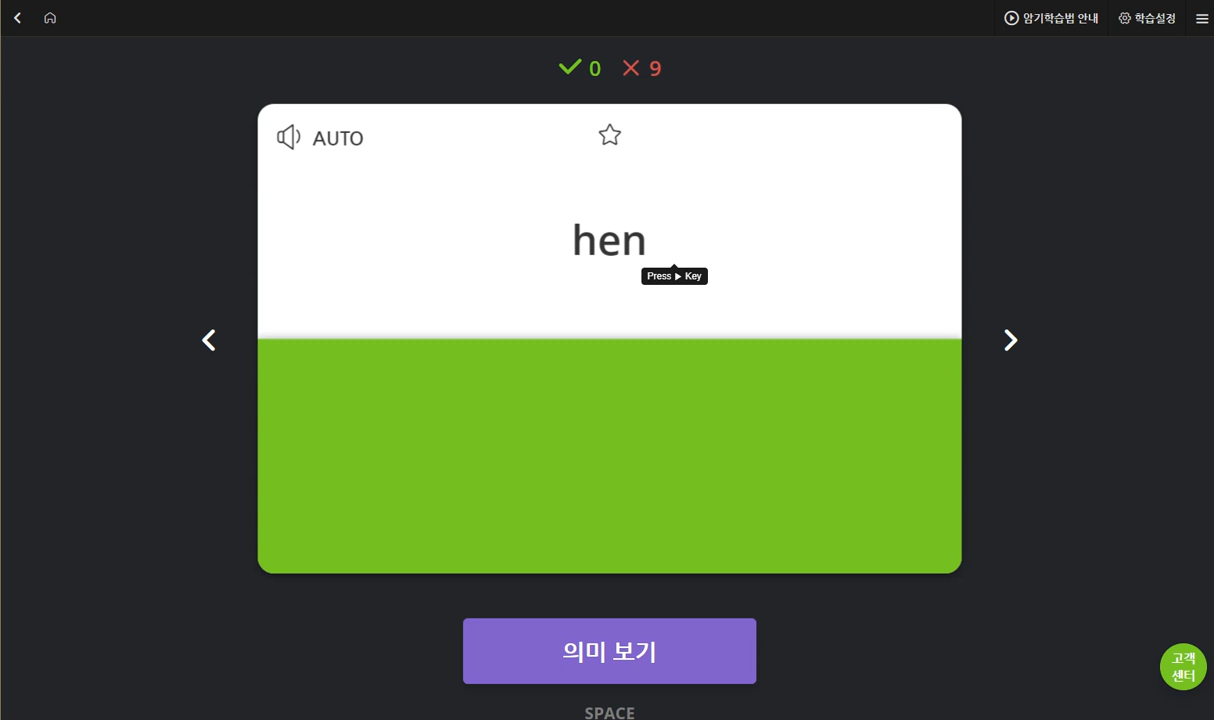 암기학습법 안내 학습설정
0 9
AUTO
hen
Press ▶ Key
의미 보기
고객
센터
SPACE